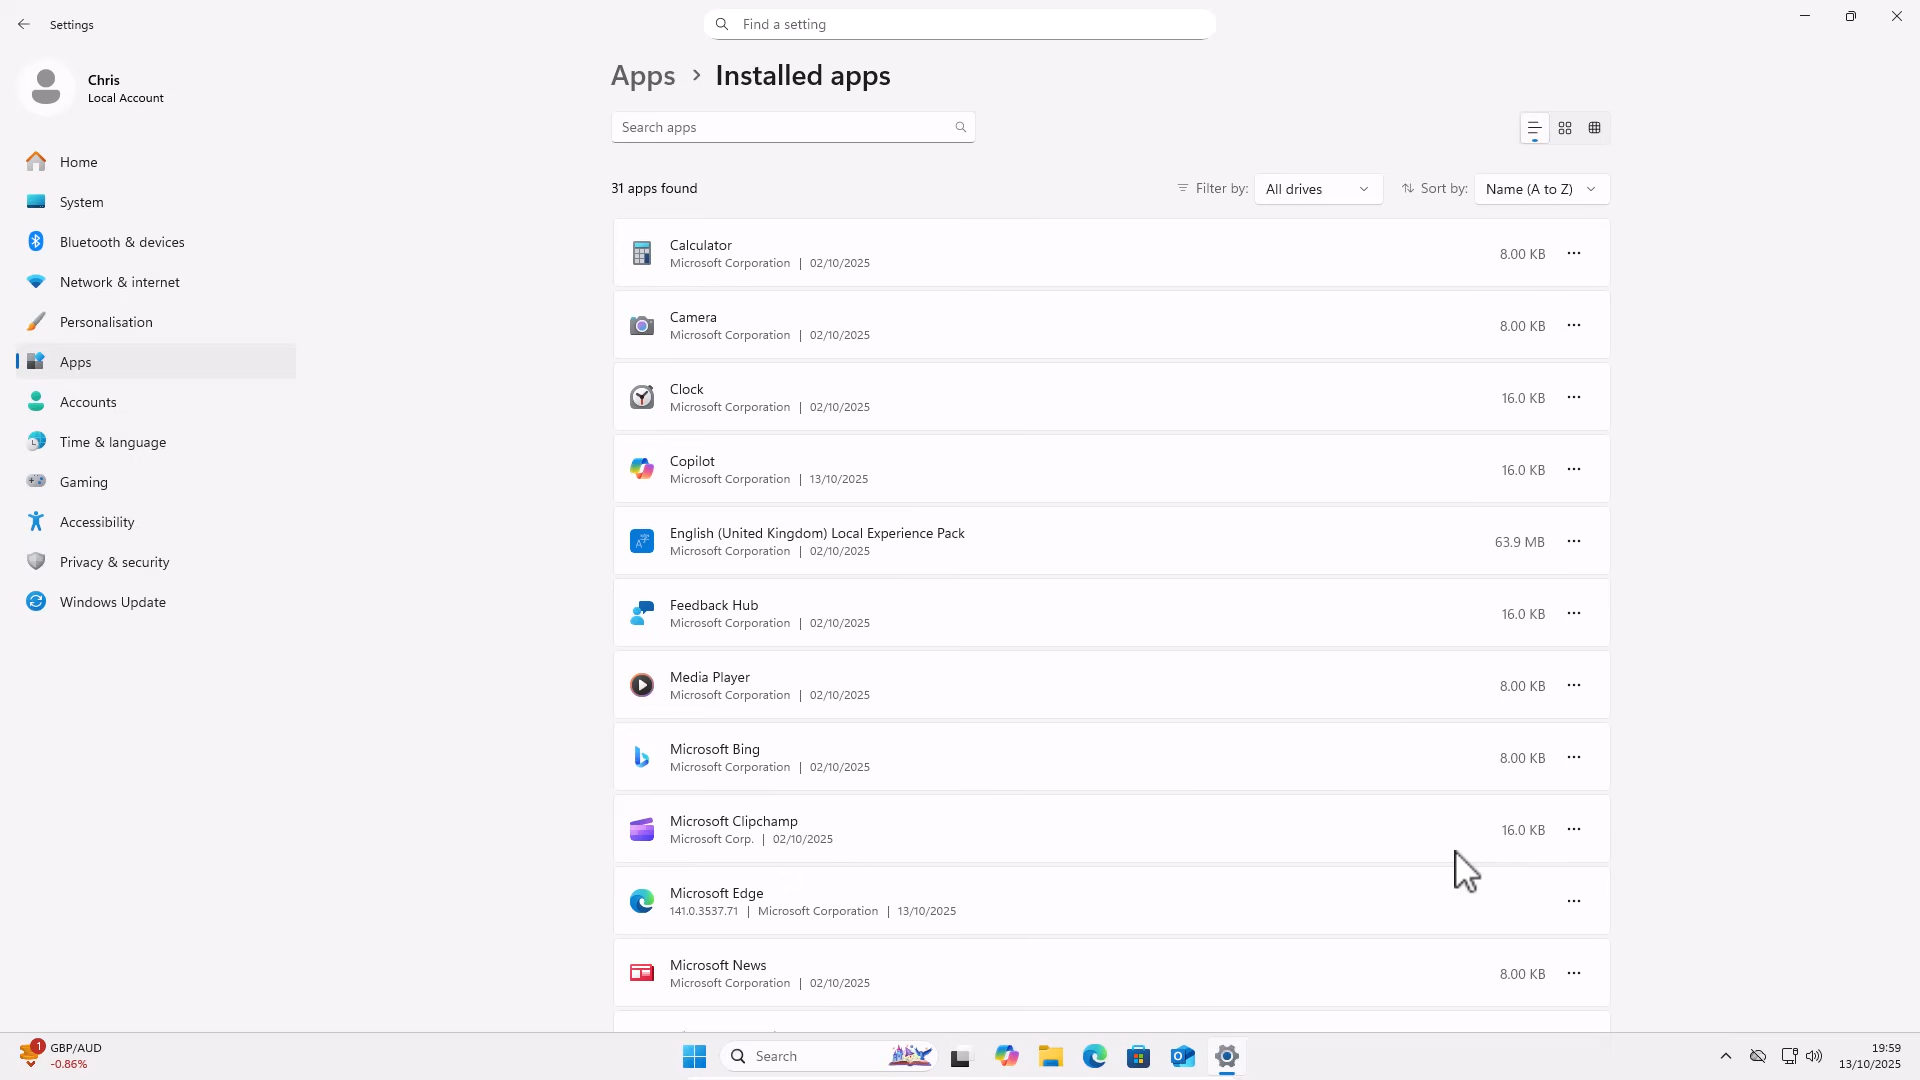 Settings
Find a setting
Chris
Local Account
Home
System
Bluetooth & devices
Network & internet
Personalisation
Apps
Accounts
Time & language
Gaming
Accessibility
Privacy & security
Windows Update
Apps > Installed apps
Search apps
31 apps found
Filter by: All drives
Sort by: Name (A to Z)
Calculator
Microsoft Corporation | 02/10/2025
8.00 KB
Camera
Microsoft Corporation | 02/10/2025
8.00 KB
Clock
Microsoft Corporation | 02/10/2025
16.0 KB
Copilot
Microsoft Corporation | 13/10/2025
16.0 KB
English (United Kingdom) Local Experience Pack
Microsoft Corporation | 02/10/2025
63.9 MB
Feedback Hub
Microsoft Corporation | 02/10/2025
16.0 KB
Media Player
Microsoft Corporation | 02/10/2025
8.00 KB
Microsoft Bing
Microsoft Corporation | 02/10/2025
8.00 KB
Microsoft Clipchamp
Microsoft Corp. | 02/10/2025
16.0 KB
Microsoft Edge
141.0.3537.71 | Microsoft Corporation | 13/10/2025
Microsoft News
Microsoft Corporation | 02/10/2025
8.00 KB
1
GBP/AUD
-0.86%
Search
19:59
13/10/2025